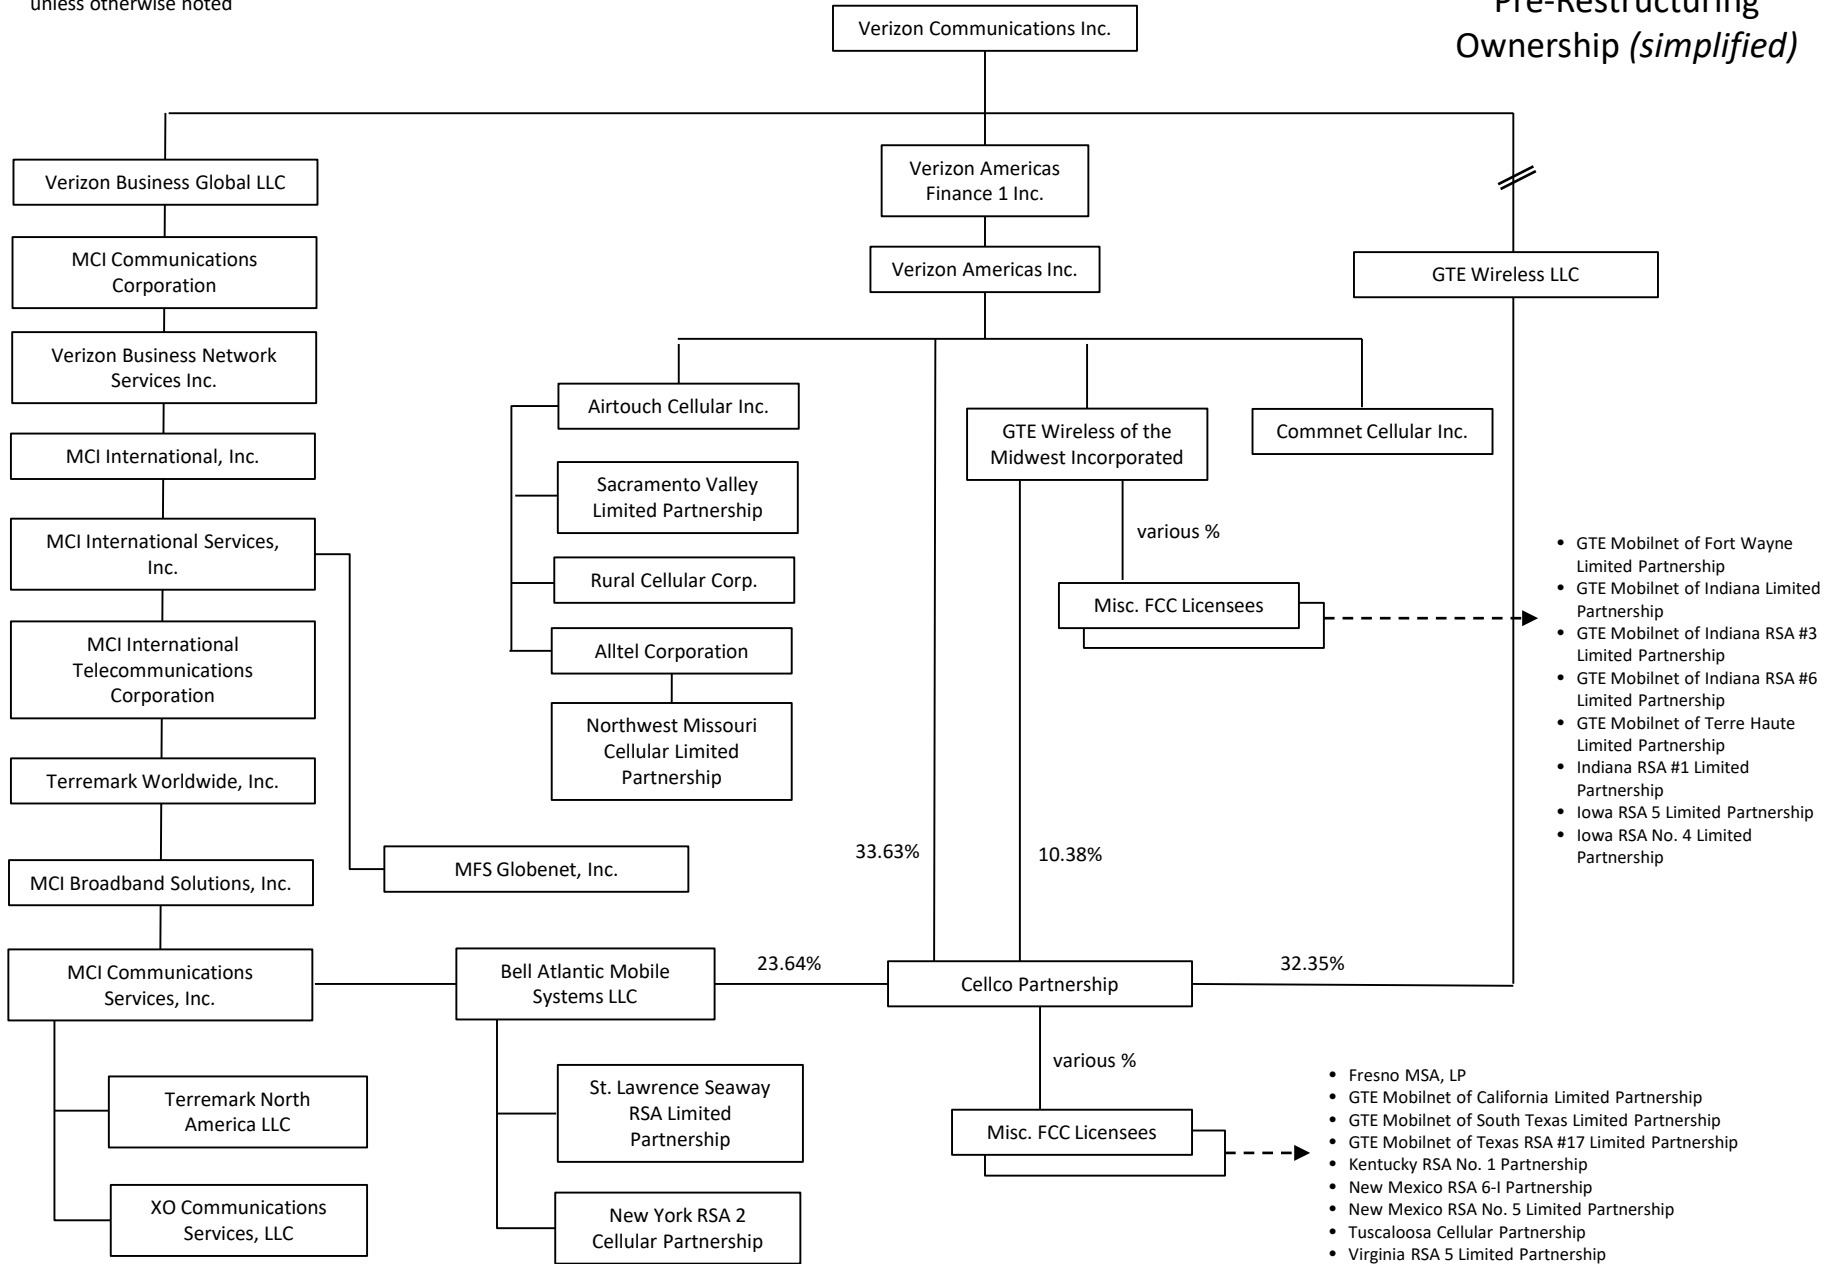 unless otherwise noted
Pre-Restructuring
Ownership (simplified)
Verizon Communications Inc.
Verizon Business Global LLC
Verizon Americas
Finance 1 Inc.
MCI Communications
Corporation
Verizon Americas Inc.
GTE Wireless LLC
Verizon Business Network
Services Inc.
Airtouch Cellular Inc.
GTE Wireless of the
Midwest Incorporated
Commnet Cellular Inc.
MCI International, Inc.
Sacramento Valley
Limited Partnership
MCI International Services,
Inc.
various %
Rural Cellular Corp.
Misc. FCC Licensees
• GTE Mobilnet of Fort Wayne
Limited Partnership
• GTE Mobilnet of Indiana Limited
Partnership
• GTE Mobilnet of Indiana RSA #3
Limited Partnership
• GTE Mobilnet of Indiana RSA #6
Limited Partnership
• GTE Mobilnet of Terre Haute
Limited Partnership
• Indiana RSA #1 Limited
Partnership
• Iowa RSA 5 Limited Partnership
• Iowa RSA No. 4 Limited
Partnership
MCI International
Telecommunications
Corporation
Alltel Corporation
Northwest Missouri
Cellular Limited
Partnership
Terremark Worldwide, Inc.
33.63%
10.38%
MCI Broadband Solutions, Inc.
MFS Globenet, Inc.
MCI Communications
Services, Inc.
Bell Atlantic Mobile
Systems LLC
23.64%
Cellco Partnership
32.35%
various %
Terremark North
America LLC
St. Lawrence Seaway
RSA Limited
Partnership
Misc. FCC Licensees
• Fresno MSA, LP
• GTE Mobilnet of California Limited Partnership
• GTE Mobilnet of South Texas Limited Partnership
• GTE Mobilnet of Texas RSA #17 Limited Partnership
• Kentucky RSA No. 1 Partnership
• New Mexico RSA 6-I Partnership
• New Mexico RSA No. 5 Limited Partnership
• Tuscaloosa Cellular Partnership
• Virginia RSA 5 Limited Partnership
XO Communications
Services, LLC
New York RSA 2
Cellular Partnership